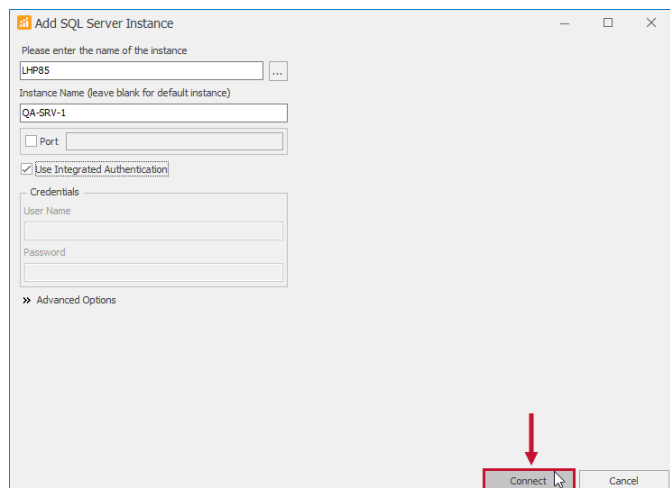 Add SQL Server Instance
Please enter the name of the instance
LHP85
...
Instance Name (leave blank for default instance)
QA-SRV-1
Port
Use Integrated Authentication
Credentials
User Name
Password
Advanced Options
Connect Cancel